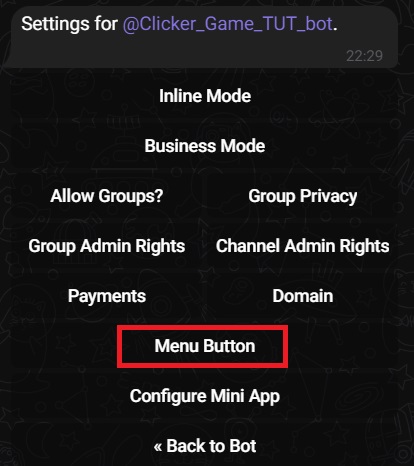 Settings for @Clicker_Game_TUT_bot.
22:29
Inline Mode
Business Mode
Allow Groups? Group Privacy
Group Admin Rights Channel Admin Rights
Payments Domain
Menu Button
Configure Mini App
« Back to Bot